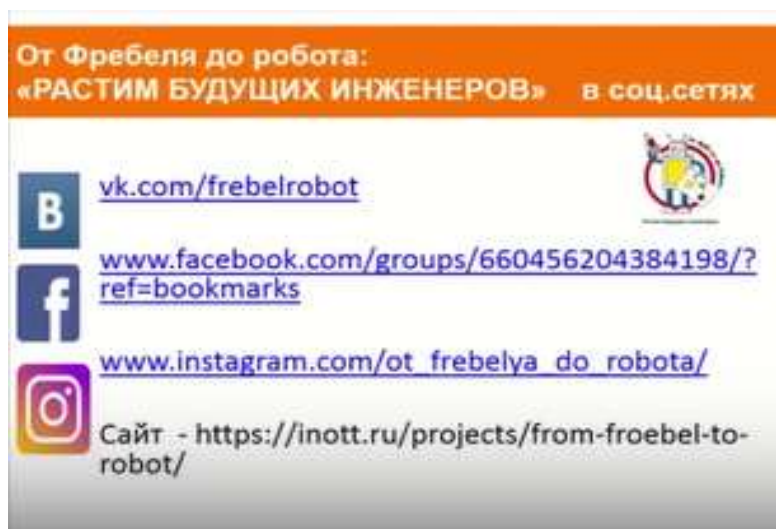 От Фребеля до робота:
«РАСТИМ БУДУЩИХ ИНЖЕНЕРОВ» в соц.сетях
vk.com/frebelrobot
www.facebook.com/groups/660456204384198/?
ref=bookmarks
www.instagram.com/ot_frebelya_do_robota/
Сайт - https://inott.ru/projects/from-froebel-to-
robot/